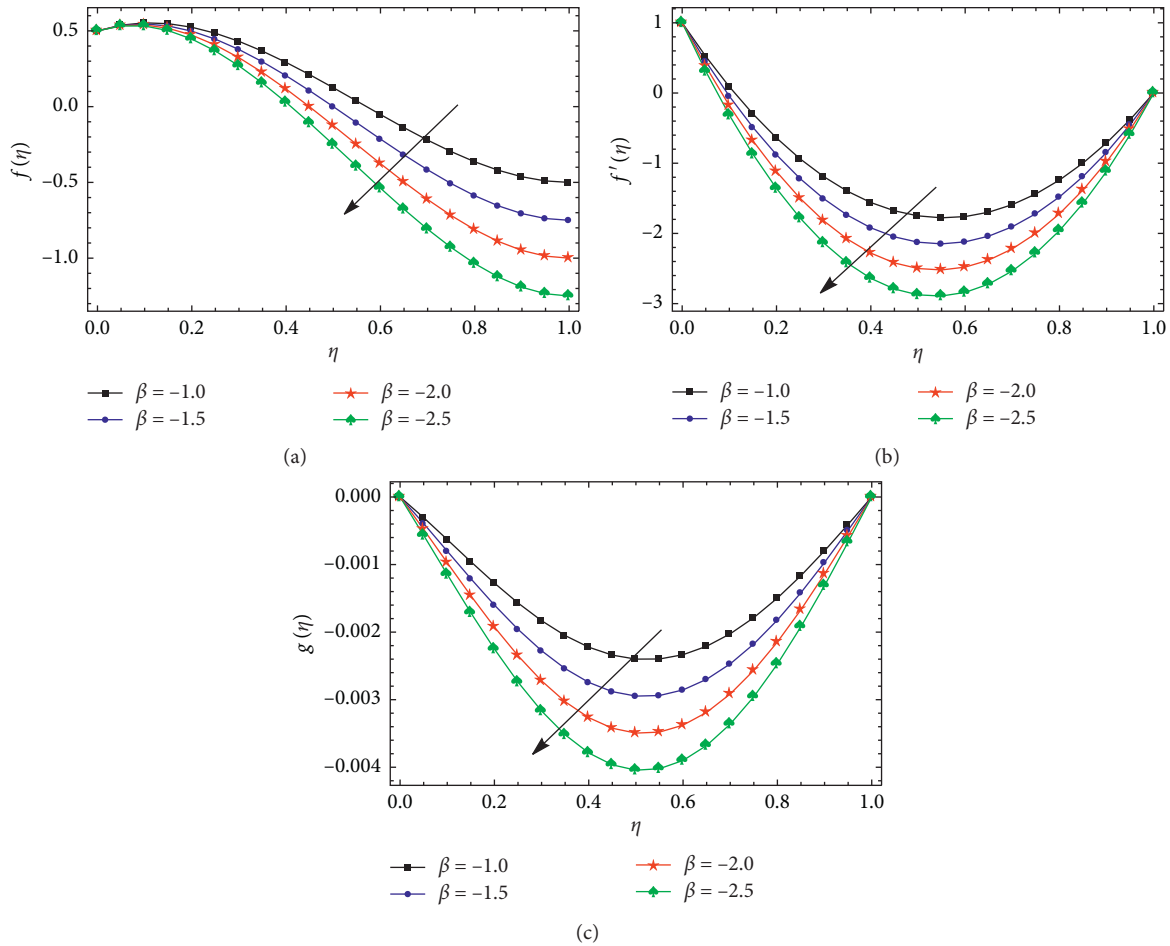 0.5
0.0
−0.5
−1.0
f (η)
0.0 0.2 0.4 0.6 0.8 1.0
η
β = −1.0 β = −2.0
β = −1.5 β = −2.5
(a)
1
0
−1
−2
−3
f ′(η)
0.0 0.2 0.4 0.6 0.8 1.0
η
β = −1.0 β = −2.0
β = −1.5 β = −2.5
(b)
0.000
−0.001
−0.002
−0.003
−0.004
g (η)
0.0 0.2 0.4 0.6 0.8 1.0
η
β = −1.0 β = −2.0
β = −1.5 β = −2.5
(c)